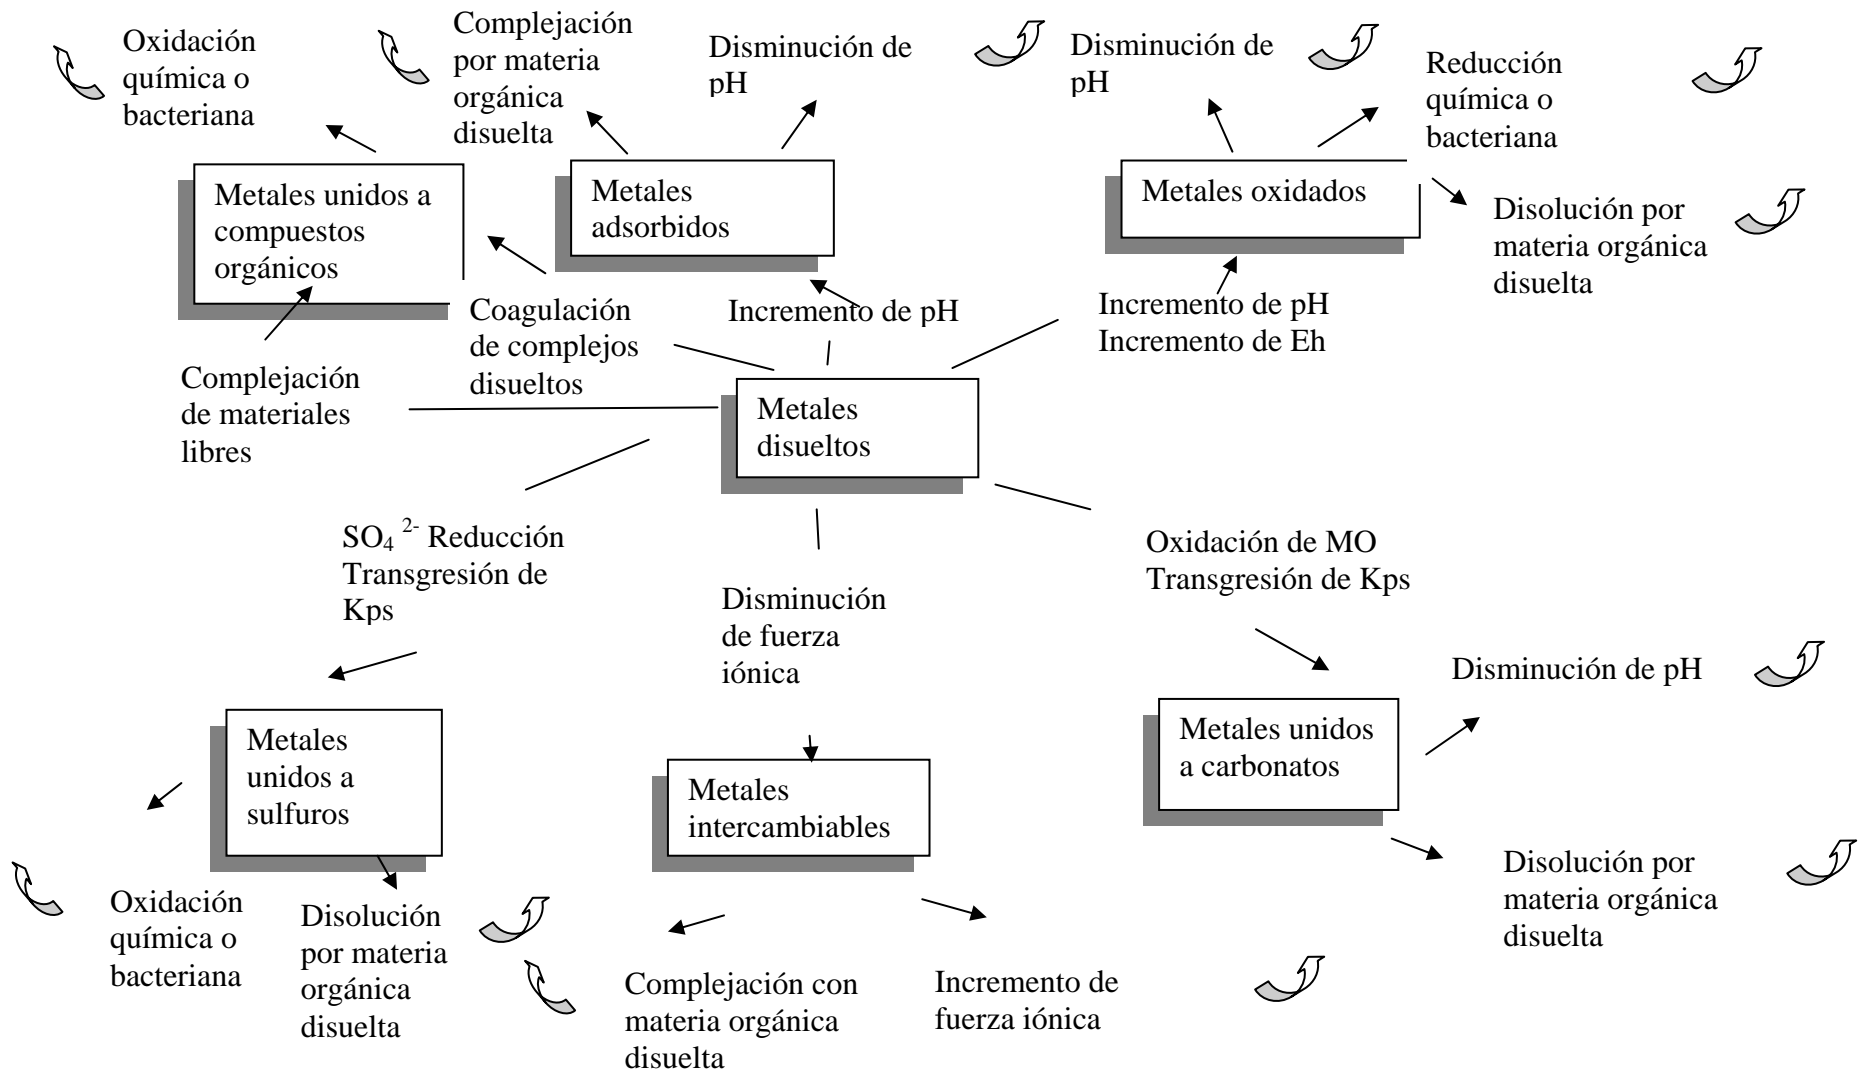 Oxidación
química o
bacteriana
Complejación
por materia
orgánica
disuelta
Disminución de
pH
Disminución de
pH
Reducción
química o
bacteriana
Metales unidos a
compuestos
orgánicos
Metales
adsorbidos
Metales oxidados
Disolución por
materia orgánica
disuelta
Coagulación
de complejos
disueltos
Incremento de pH
Incremento de pH
Incremento de Eh
Complejación
de materiales
libres
Metales
disueltos
SO₄ ²⁻ Reducción
Transgresión de
Kps
Disminución
de fuerza
iónica
Oxidación de MO
Transgresión de Kps
Disminución de pH
Metales
unidos a
sulfuros
Metales
intercambiables
Metales unidos
a carbonatos
Oxidación
química o
bacteriana
Disolución
por materia
orgánica
disuelta
Complejación con
materia orgánica
disuelta
Incremento de
fuerza iónica
Disolución por
materia orgánica
disuelta